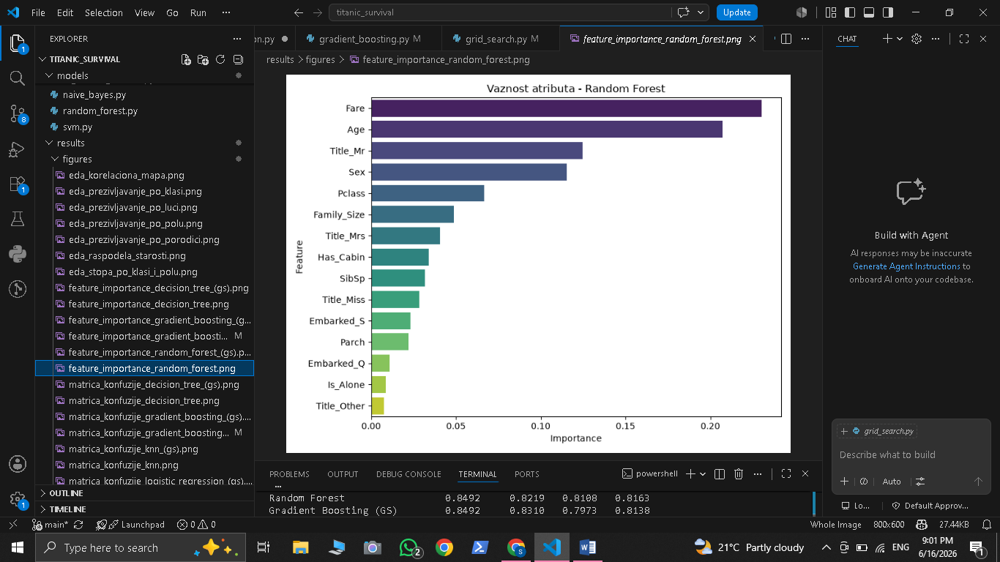 File Edit Selection View Go Run ···
titanic_survival
Update
EXPLORER ···
TITANIC_SURVIVAL
models
naive_bayes.py
random_forest.py
svm.py
results
figures
eda_korelaciona_mapa.png
eda_prezivljavanje_po_klasi.png
eda_prezivljavanje_po_luci.png
eda_prezivljavanje_po_polu.png
eda_prezivljavanje_po_porodici.png
eda_raspodela_starosti.png
eda_stopa_po_klasi_i_polu.png
feature_importance_decision_tree_(gs).png
feature_importance_decision_tree.png
feature_importance_gradient_boosting_(g...
feature_importance_gradient_boosti... M
feature_importance_random_forest_(gs).p...
feature_importance_random_forest.png
matrica_konfuzije_decision_tree_(gs).png
matrica_konfuzije_decision_tree.png
matrica_konfuzije_gradient_boosting_(gs)....
matrica_konfuzije_gradient_boosting... M
matrica_konfuzije_knn_(gs).png
matrica_konfuzije_knn.png
matrica_konfuzije_logistic_regression_(gs)....
OUTLINE
TIMELINE
1
8
1
1
on.py
gradient_boosting.py M
grid_search.py M
feature_importance_random_forest.png
results > figures > feature_importance_random_forest.png
Vaznost atributa - Random Forest
Feature
Fare
Age
Title_Mr
Sex
Pclass
Family_Size
Title_Mrs
Has_Cabin
SibSp
Title_Miss
Embarked_S
Parch
Embarked_Q
Is_Alone
Title_Other
0.00 0.05 0.10 0.15 0.20
Importance
PROBLEMS OUTPUT DEBUG CONSOLE TERMINAL PORTS
powershell
Random Forest 0.8492 0.8219 0.8108 0.8163
Gradient Boosting (GS) 0.8492 0.8310 0.7973 0.8138
CHAT
Build with Agent
AI responses may be inaccurate
Generate Agent Instructions to
onboard AI onto your codebase.
grid_search.py
Describe what to build
Auto
Lo... Default Approv...
main* Launchpad 0 0
Whole Image 800x600 27.44KB
Type here to search
2
21°C Partly cloudy
ENG
9:01 PM
6/16/2026
1